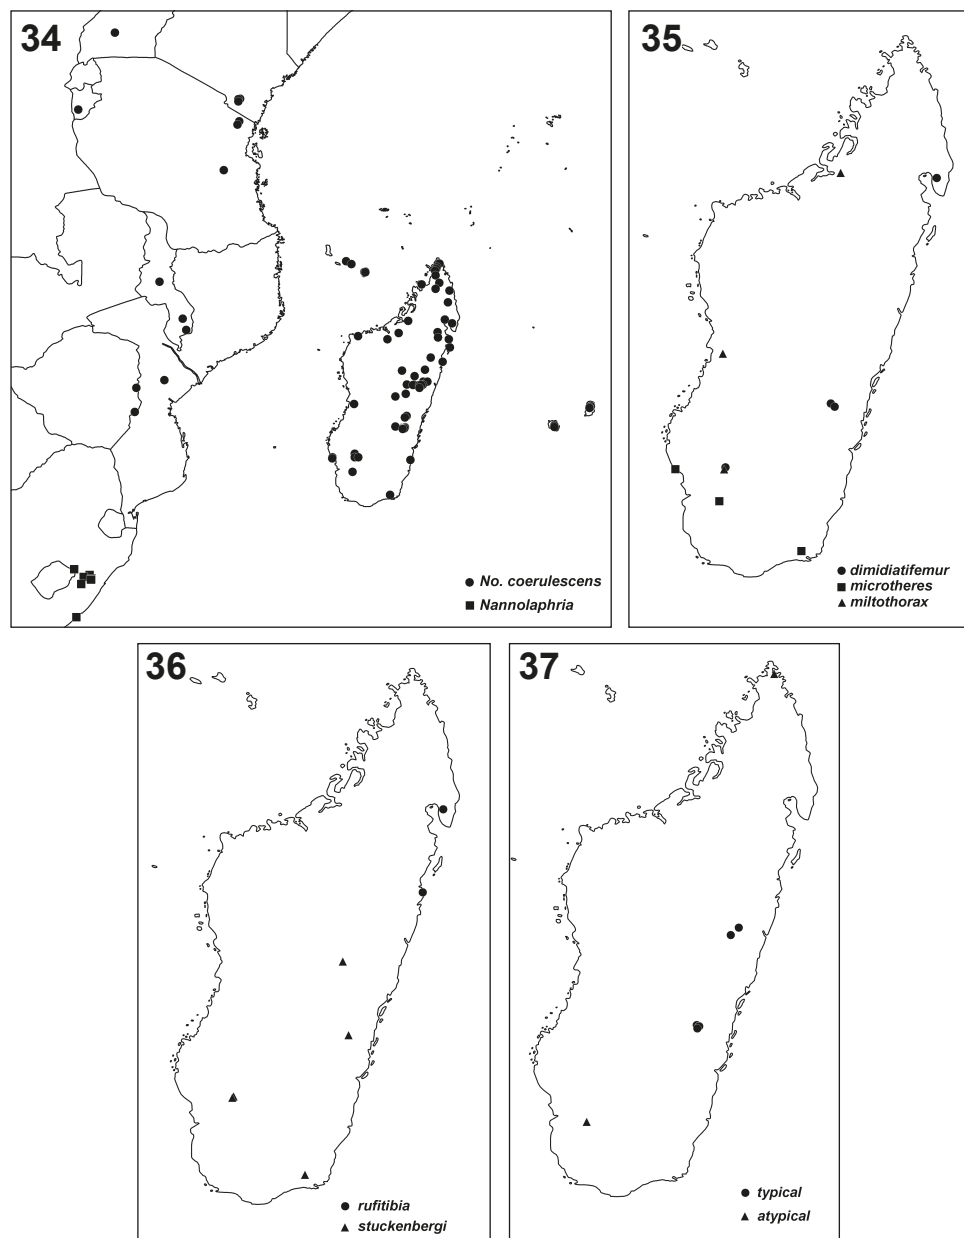 34
No. coerulescens
Nannolaphria
35
dimidiatifemur
microtheres
miltothorax
36
rufitibia
stuckenbergi
37
typical
atypical